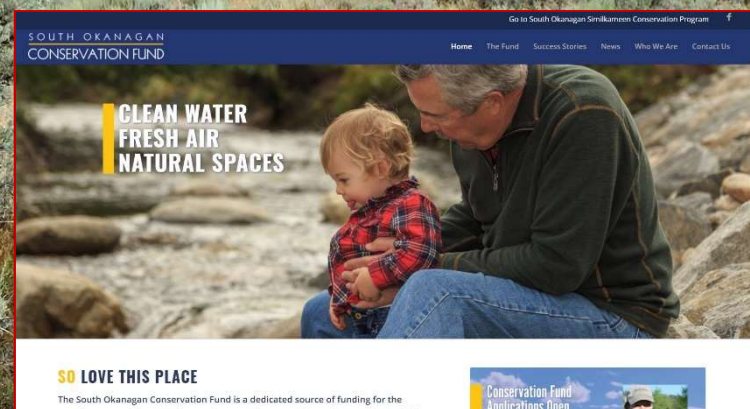 Go to South Okanagan Similkameen Conservation Program f
SOUTH OKANAGAN
CONSERVATION FUND
Home The Fund Success Stories News Who We Are Contact Us
CLEAN WATER
FRESH AIR
NATURAL SPACES
SO LOVE THIS PLACE
The South Okanagan Conservation Fund is a dedicated source of funding for the
Conservation Fund
Applications Open